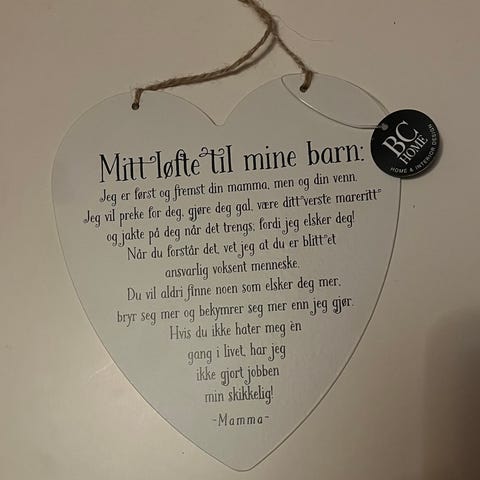 Mitt løfte til mine barn:
Jeg er først og fremst din mamma, men og din venn.
Jeg vil preke for deg, gjøre deg gal, være ditt verste mareritt
og jakte på deg når det trengs; fordi jeg elsker deg!
Når du forstår det, vet jeg at du er blitt et
ansvarlig voksent menneske.
Du vil aldri finne noen som elsker deg mer,
bryr seg mer og bekymrer seg mer enn jeg gjør.
Hvis du ikke hater meg èn
gang i livet, har jeg
ikke gjort jobben
min skikkelig!
-Mamma-
BC
HOME
HOME & INTERIOR DESIGN